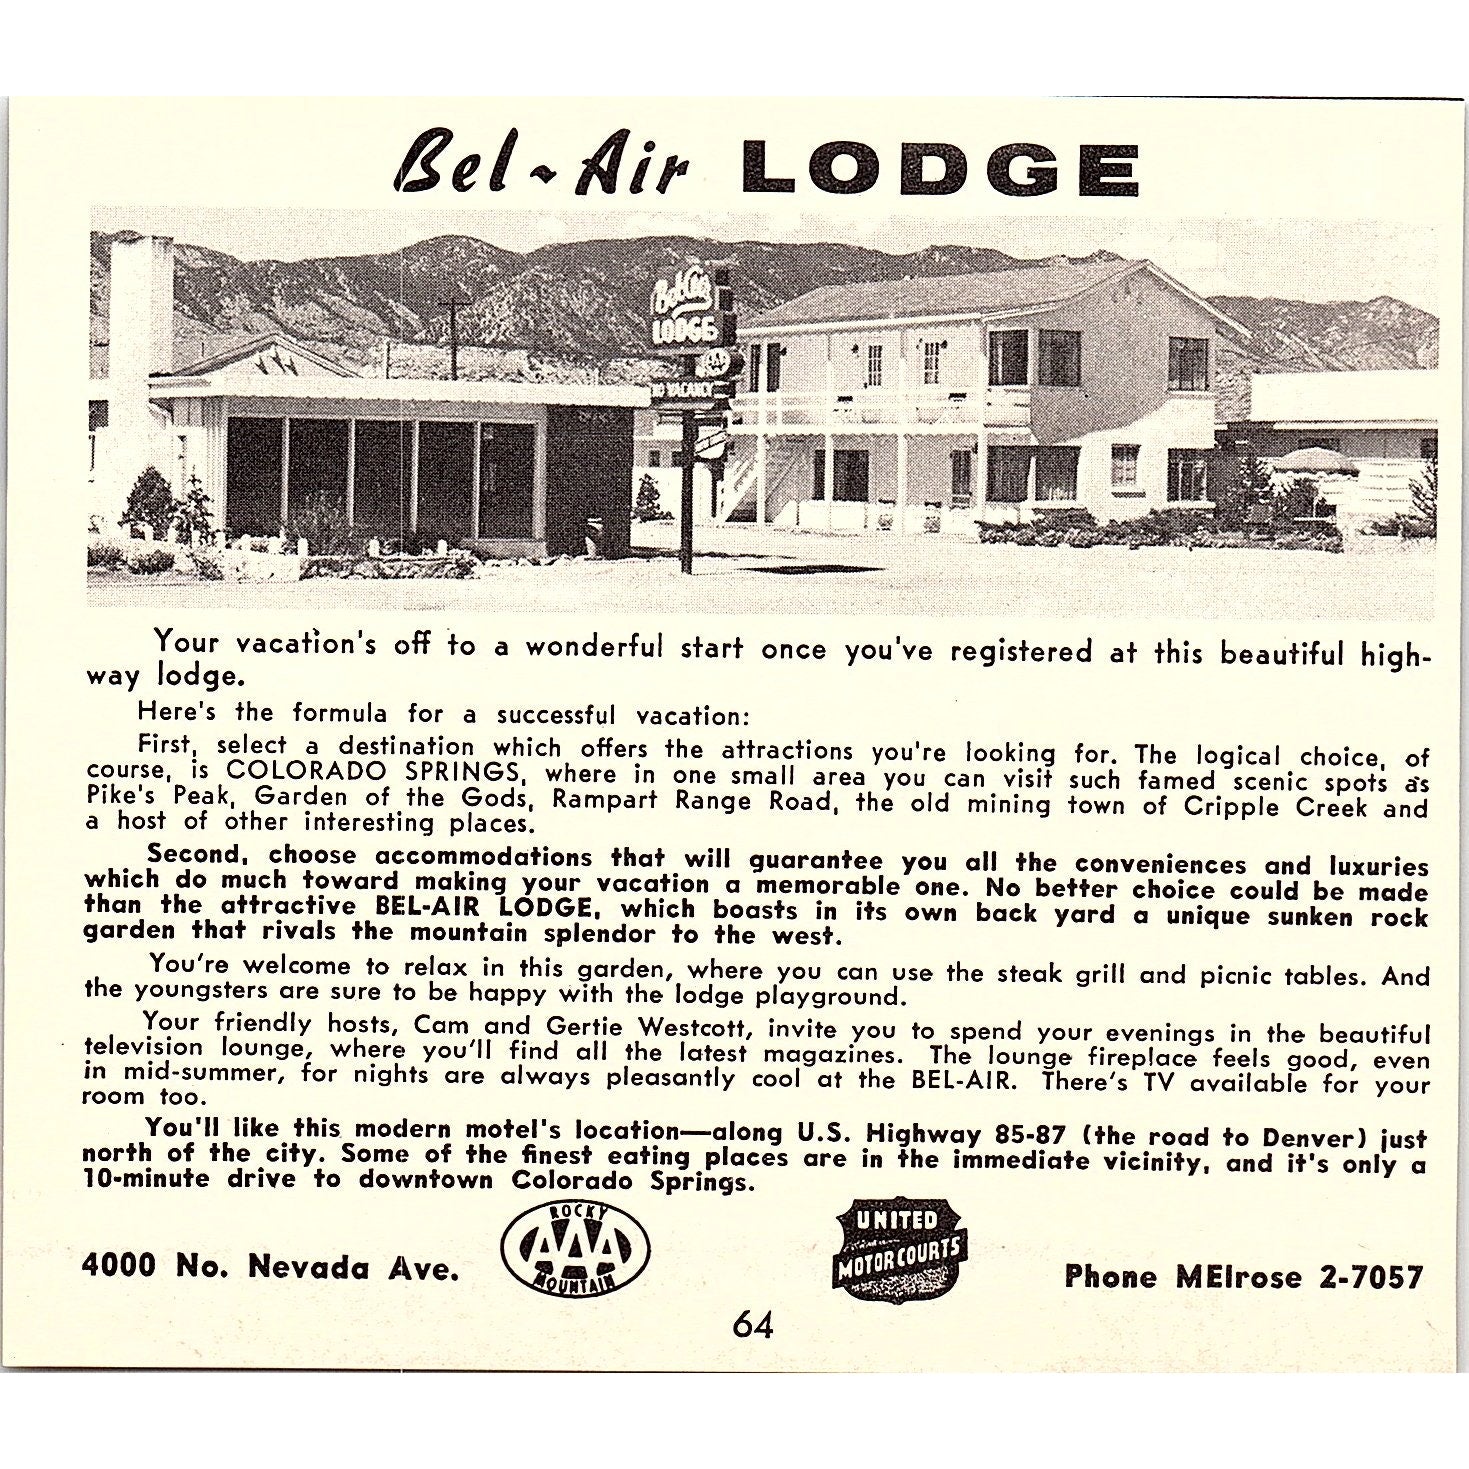 Bel-Air LODGE
Bel Air
LODGE
AAA
NO VACANCY
Your vacation's off to a wonderful start once you've registered at this beautiful high-
way lodge.
Here's the formula for a successful vacation:
First, select a destination which offers the attractions you're looking for. The logical choice, of
course, is COLORADO SPRINGS, where in one small area you can visit such famed scenic spots as
Pike's Peak, Garden of the Gods, Rampart Range Road, the old mining town of Cripple Creek and
a host of other interesting places.
Second, choose accommodations that will guarantee you all the conveniences and luxuries
which do much toward making your vacation a memorable one. No better choice could be made
than the attractive BEL-AIR LODGE, which boasts in its own back yard a unique sunken rock
garden that rivals the mountain splendor to the west.
You're welcome to relax in this garden, where you can use the steak grill and picnic tables. And
the youngsters are sure to be happy with the lodge playground.
Your friendly hosts, Cam and Gertie Westcott, invite you to spend your evenings in the beautiful
television lounge, where you'll find all the latest magazines. The lounge fireplace feels good, even
in mid-summer, for nights are always pleasantly cool at the BEL-AIR. There's TV available for your
room too.
You'll like this modern motel's location—along U.S. Highway 85-87 (the road to Denver) just
north of the city. Some of the finest eating places are in the immediate vicinity, and it's only a
10-minute drive to downtown Colorado Springs.
4000 No. Nevada Ave.
ROCKY
AAA
MOUNTAIN
UNITED
MOTOR COURTS
Phone MElrose 2-7057
64